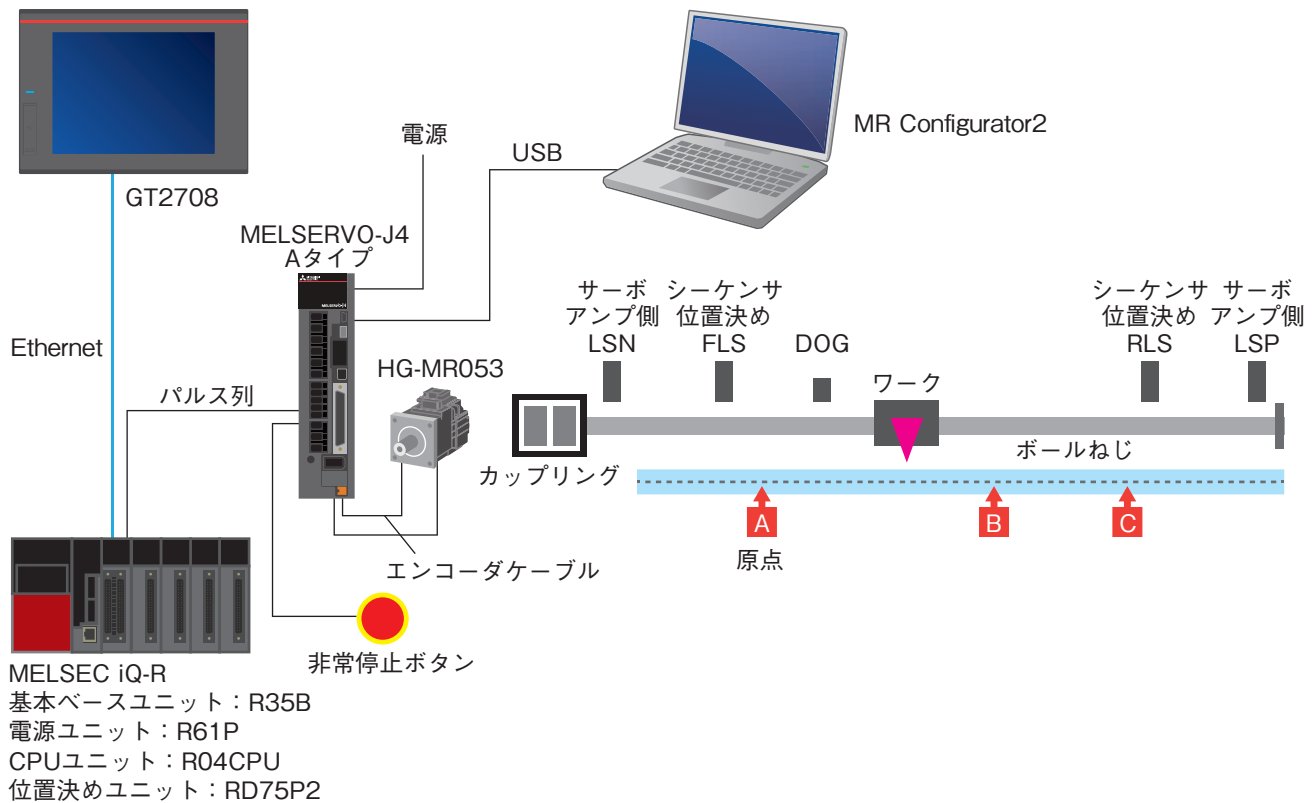 GT2708
Ethernet
電源
USB
MR Configurator2
MELSERVO-J4
Aタイプ
パルス列
HG-MR053
エンコーダケーブル
非常停止ボタン
カップリング
サーボ
アンプ側
LSN
シーケンサ
位置決め
FLS
DOG
ワーク
シーケンサ
位置決め
RLS
サーボ
アンプ側
LSP
ボールねじ
A
B
C
原点
MELSEC iQ-R
基本ベースユニット：R35B
電源ユニット：R61P
CPUユニット：R04CPU
位置決めユニット：RD75P2